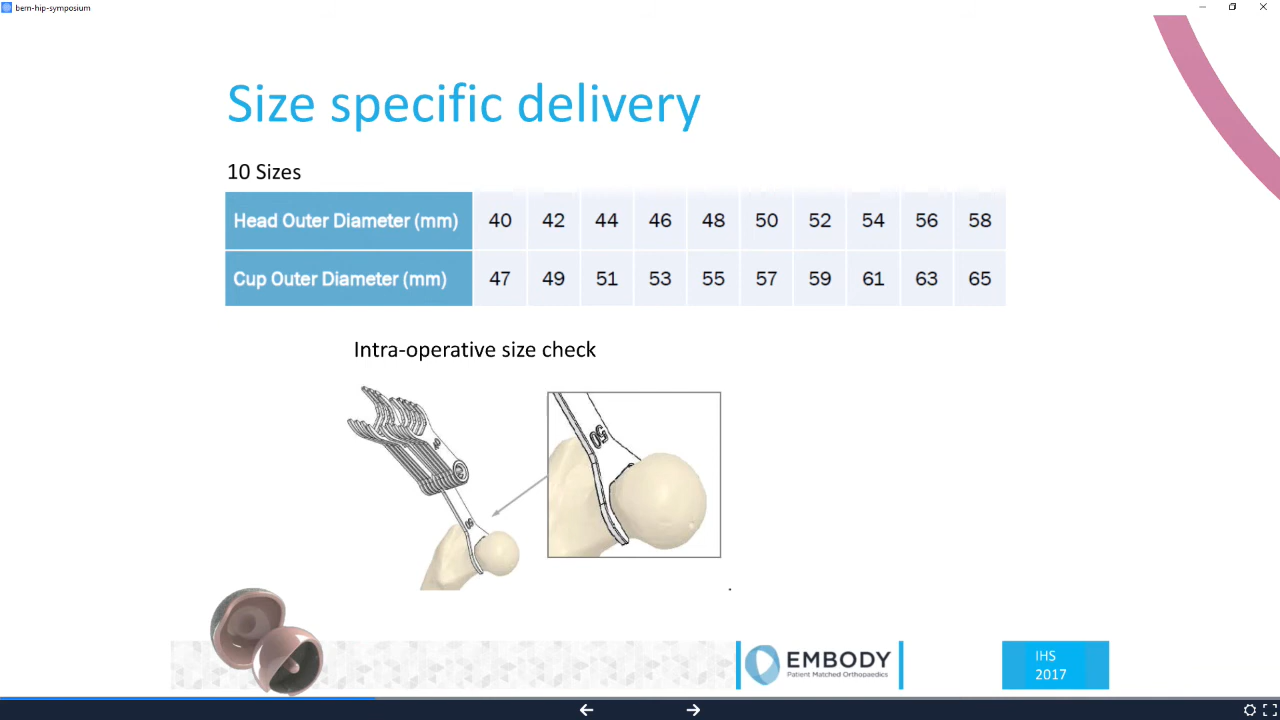 bern-hip-symposium
Size specific delivery
10 Sizes
Head Outer Diameter (mm) 40 42 44 46 48 50 52 54 56 58
Cup Outer Diameter (mm) 47 49 51 53 55 57 59 61 63 65
Intra-operative size check
50
50
EMBODY
Patient Matched Orthopaedics
IHS
2017